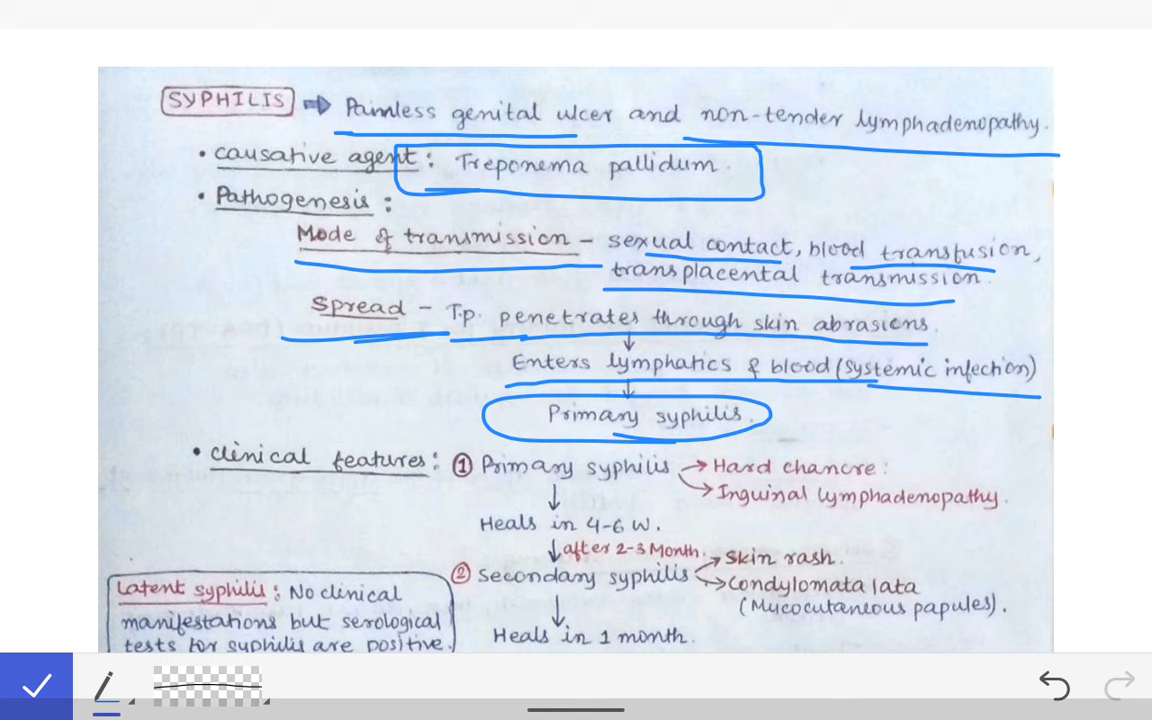 SYPHILIS ⇒ Painless genital ulcer and non-tender lymphadenopathy.
• causative agent : Treponema pallidum.
• Pathogenesis :
Mode of transmission - sexual contact, blood transfusion,
transplacental transmission.
Spread - T.p. penetrates through skin abrasions.
↓
Enters lymphatics & blood (systemic infection)
↓
Primary syphilis.
• clinical features : ① Primary syphilis → Hard chancre :
→ Inguinal lymphadenopathy.
↓
Heals in 4-6 W.
↓ after 2-3 Month.
② Secondary syphilis → Skin rash.
→ Condylomata lata
(Mucocutaneous papules).
↓
Heals in 1 month.
Latent syphilis : No clinical
manifestations but serological
tests for syphilis are positive.